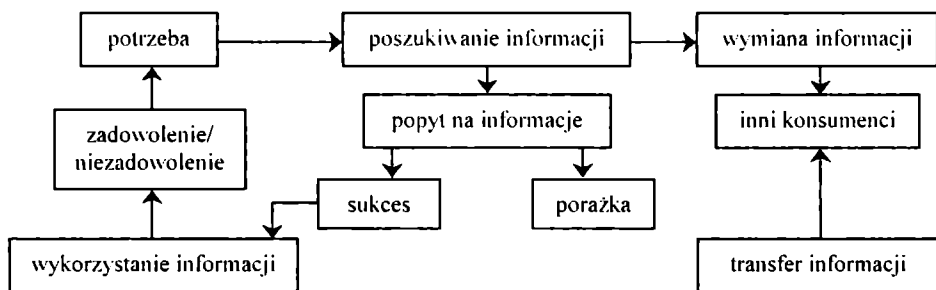 potrzeba
poszukiwanie informacji
wymiana informacji
popyt na informacje
inni konsumenci
zadowolenie/
niezadowolenie
sukces
porażka
wykorzystanie informacji
transfer informacji